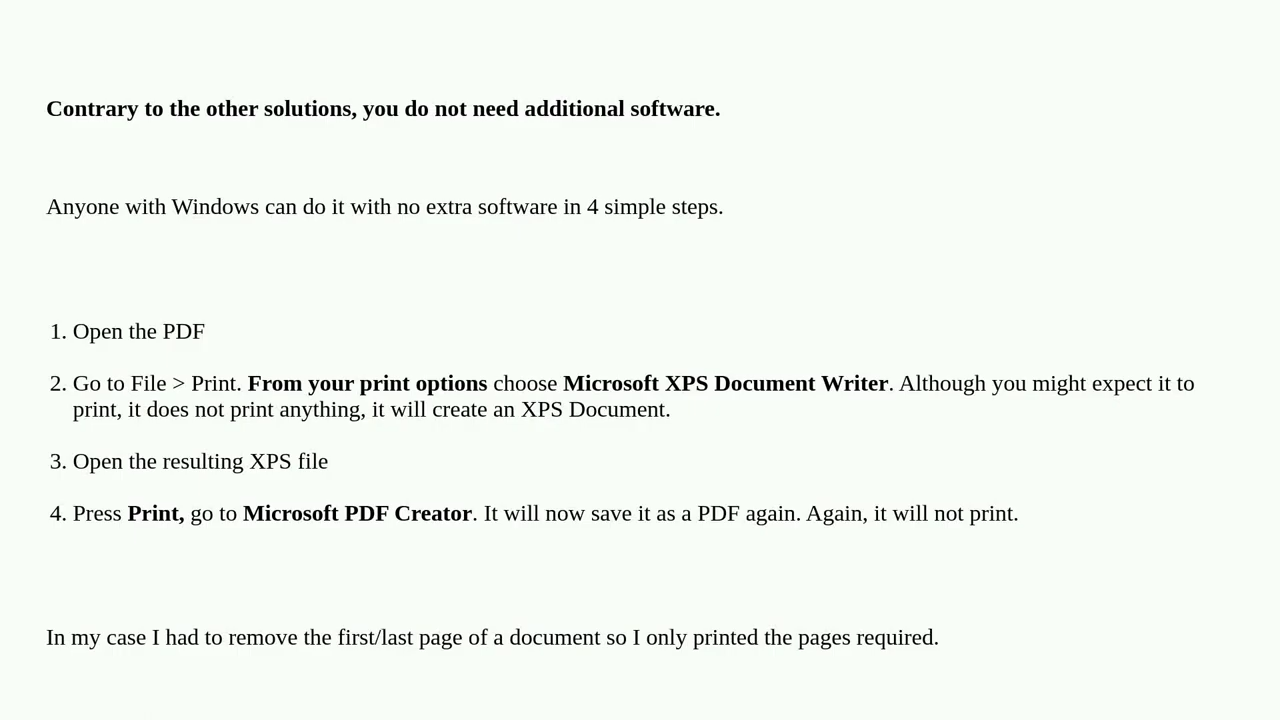 Contrary to the other solutions, you do not need additional software.
Anyone with Windows can do it with no extra software in 4 simple steps.
1. Open the PDF
2. Go to File > Print. From your print options choose Microsoft XPS Document Writer. Although you might expect it to
print, it does not print anything, it will create an XPS Document.
3. Open the resulting XPS file
4. Press Print, go to Microsoft PDF Creator. It will now save it as a PDF again. Again, it will not print.
In my case I had to remove the first/last page of a document so I only printed the pages required.